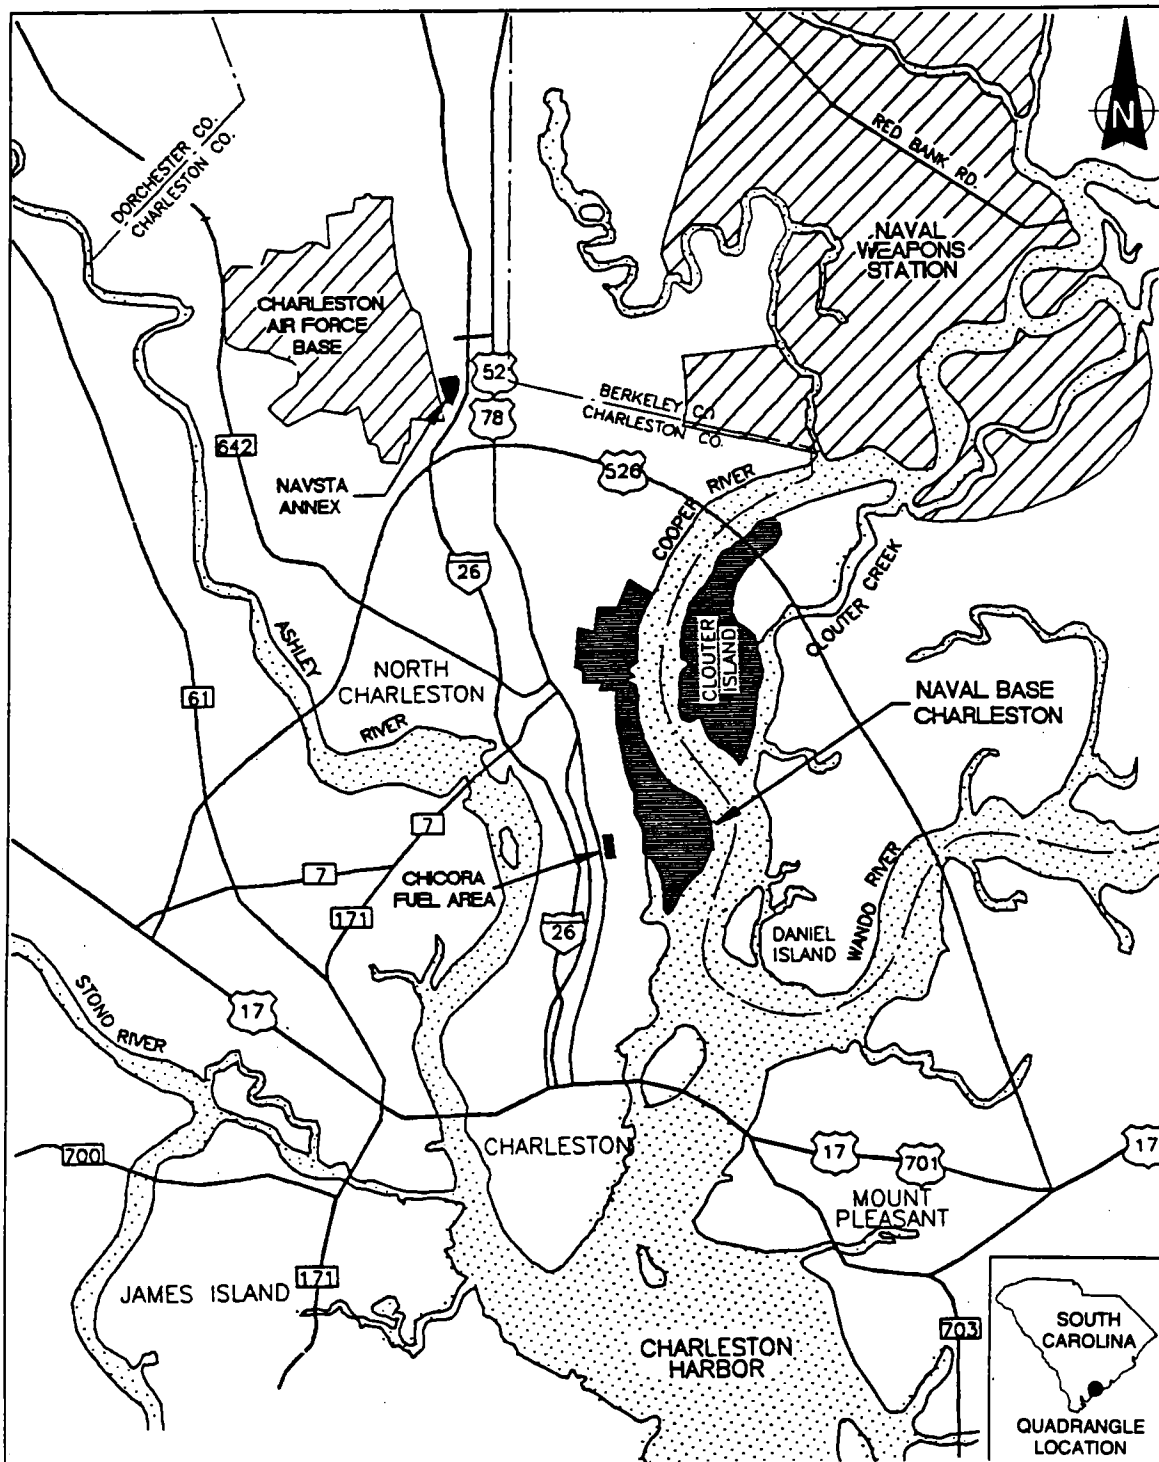 N
RED BANK RD.
DORCHESTER CO.
CHARLESTON CO.
NAVAL
WEAPONS
STATION
CHARLESTON
AIR FORCE
BASE
52
78
BERKELEY CO
CHARLESTON CO.
642
526
NAVSTA
ANNEX
COOPER RIVER
26
CLOUTER CREEK
CLOUTER
ISLAND
ASHLEY
RIVER
NORTH
CHARLESTON
61
NAVAL BASE
CHARLESTON
7
7
CHICORA
FUEL AREA
171
26
DANIEL
ISLAND
WANDO RIVER
STONO RIVER
17
700
CHARLESTON
17
701
17
MOUNT
PLEASANT
JAMES ISLAND
171
703
CHARLESTON
HARBOR
SOUTH
CAROLINA
QUADRANGLE
LOCATION